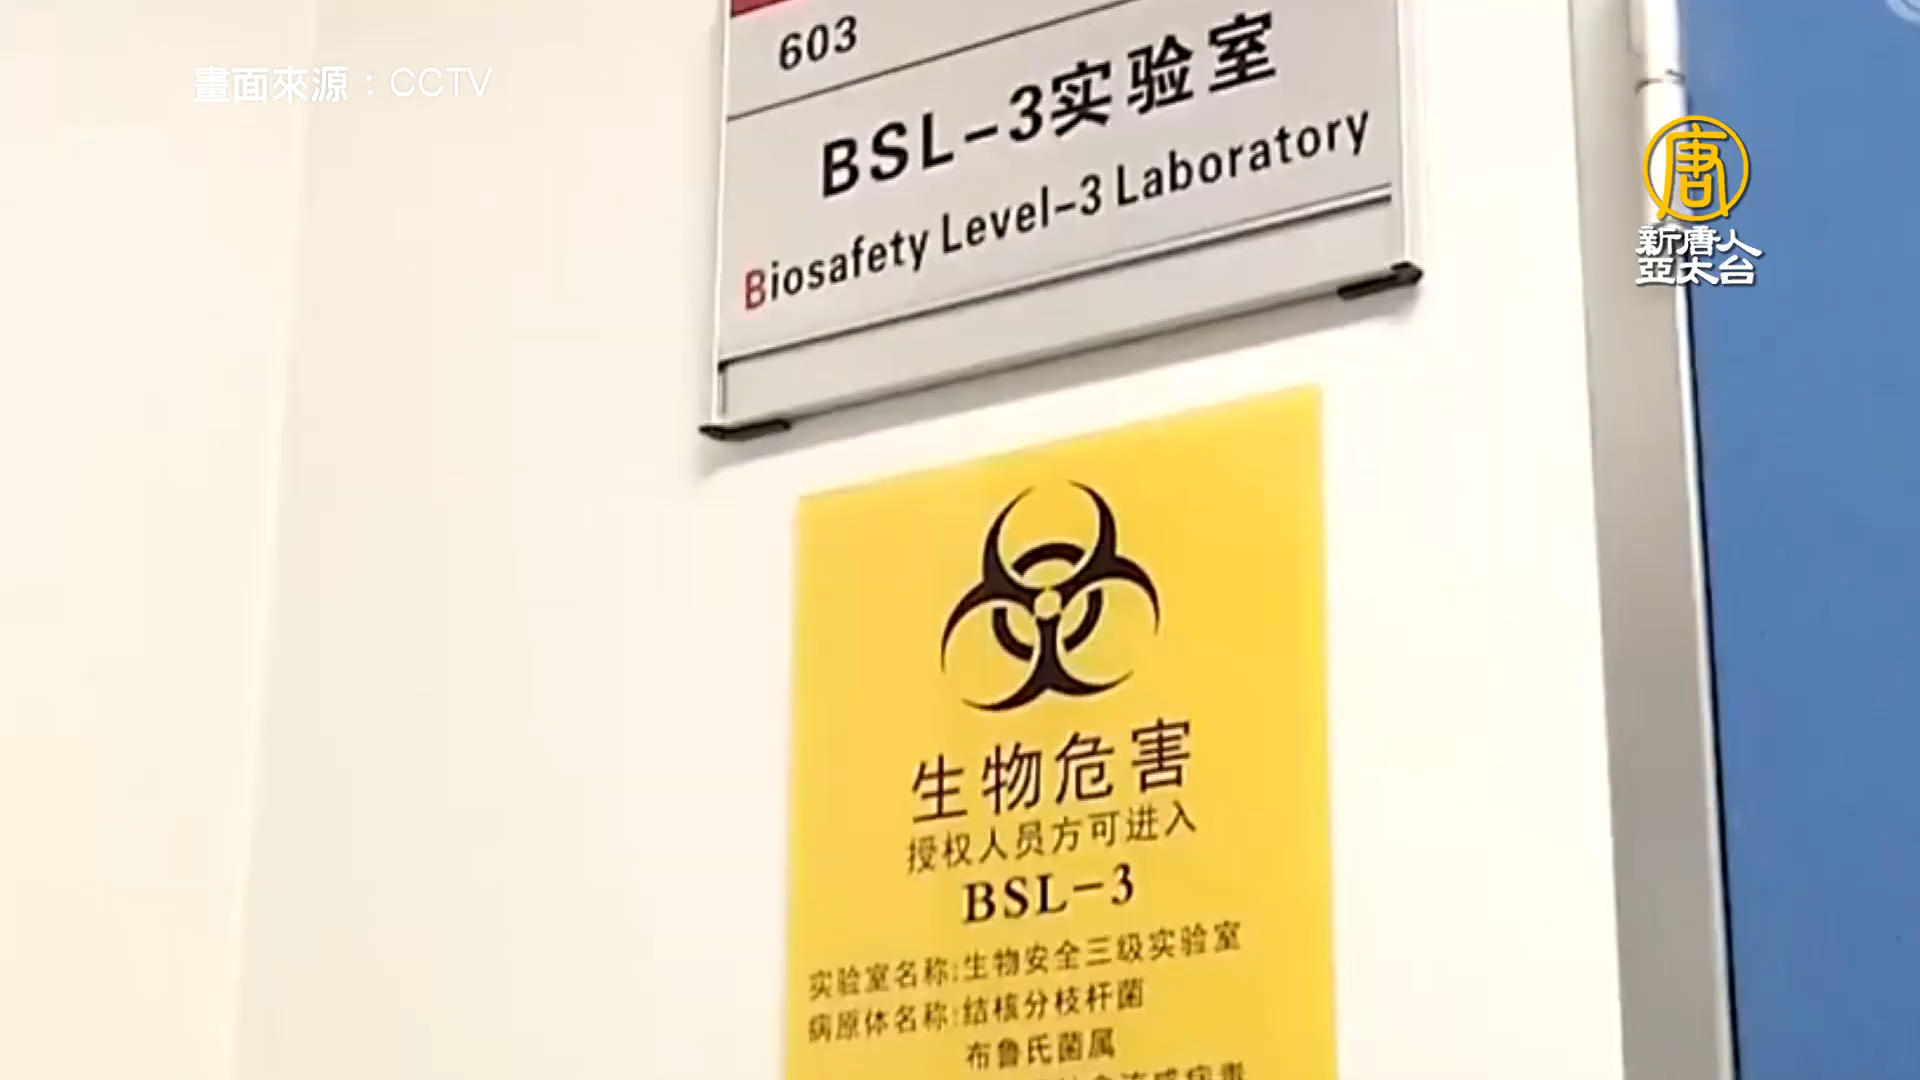 畫面來源：CCTV
603
BSL-3实验室
Biosafety Level-3 Laboratory
唐
新唐人
亞太台
生物危害
授权人员方可进入
BSL-3
实验室名称:生物安全三级实验室
病原体名称:结核分枝杆菌
布鲁氏菌属